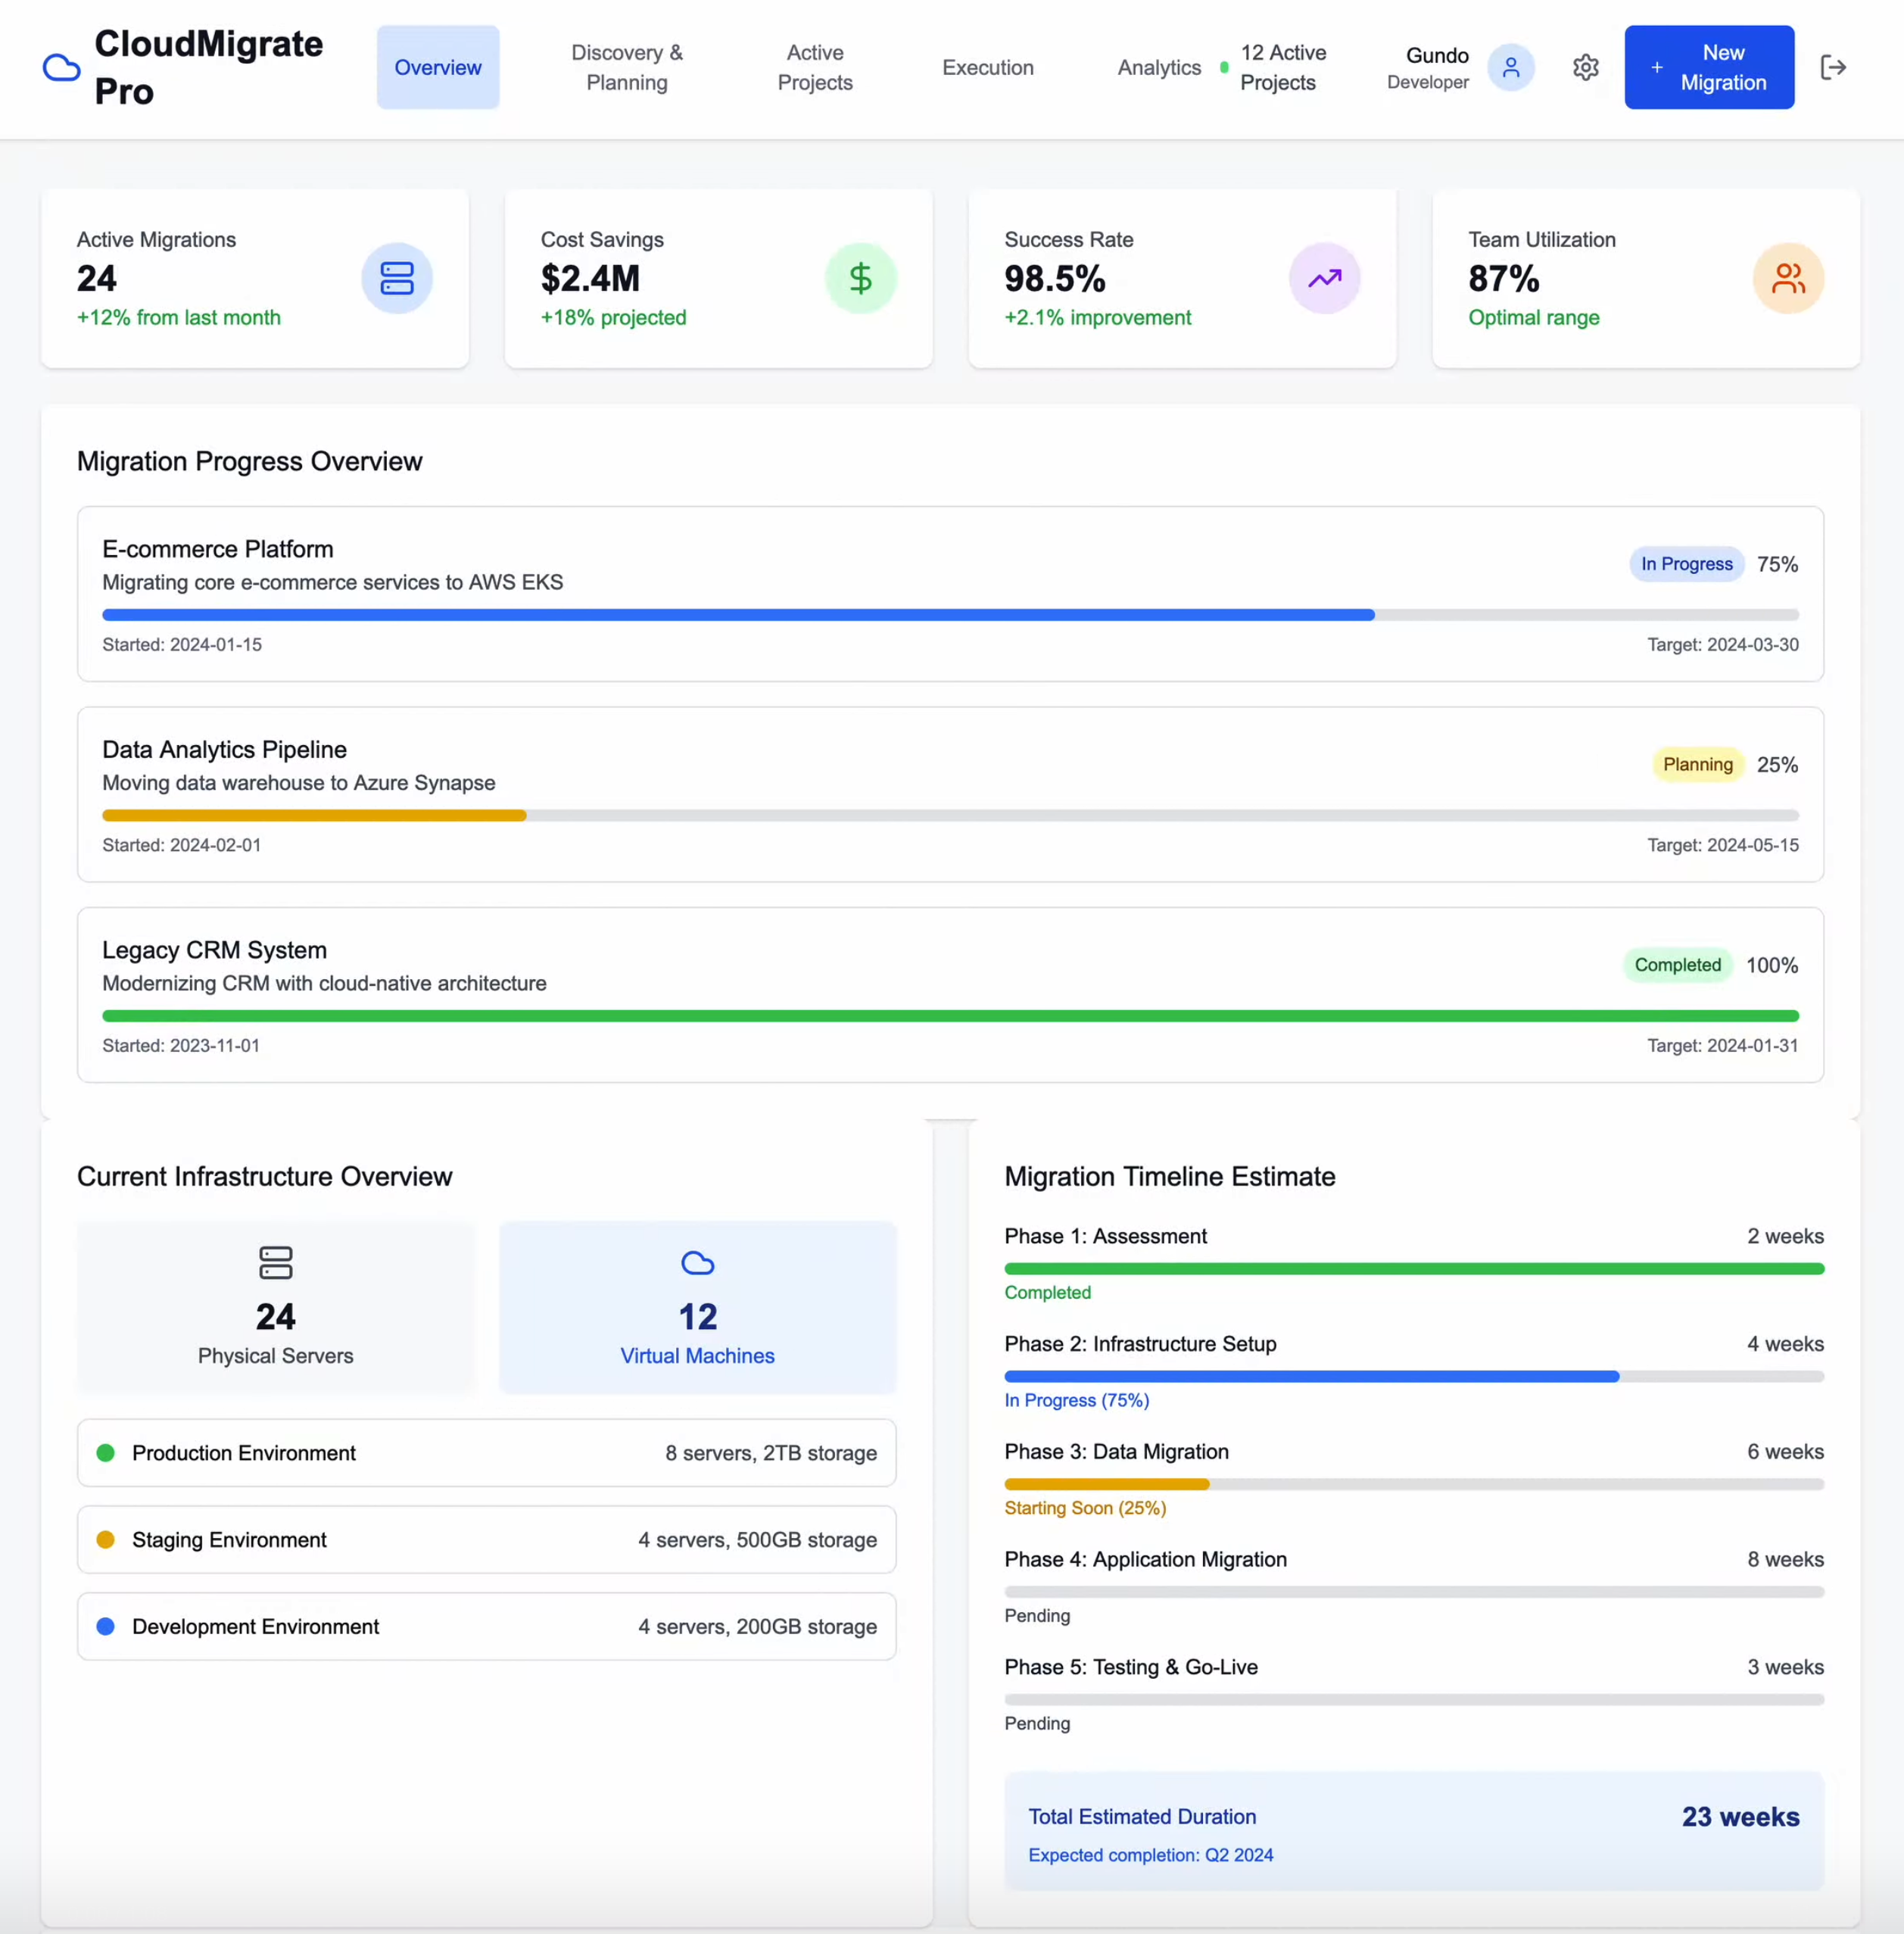 CloudMigrate
Pro
Overview
Discovery &
Planning
Active
Projects
Execution
Analytics
12 Active
Projects
Gundo
Developer
+ New
Migration
Active Migrations
24
+12% from last month
Cost Savings
$2.4M
+18% projected
Success Rate
98.5%
+2.1% improvement
Team Utilization
87%
Optimal range
Migration Progress Overview
E-commerce Platform
Migrating core e-commerce services to AWS EKS
In Progress 75%
Started: 2024-01-15
Target: 2024-03-30
Data Analytics Pipeline
Moving data warehouse to Azure Synapse
Planning 25%
Started: 2024-02-01
Target: 2024-05-15
Legacy CRM System
Modernizing CRM with cloud-native architecture
Completed 100%
Started: 2023-11-01
Target: 2024-01-31
Current Infrastructure Overview
24
Physical Servers
12
Virtual Machines
Production Environment
8 servers, 2TB storage
Staging Environment
4 servers, 500GB storage
Development Environment
4 servers, 200GB storage
Migration Timeline Estimate
Phase 1: Assessment
2 weeks
Completed
Phase 2: Infrastructure Setup
4 weeks
In Progress (75%)
Phase 3: Data Migration
6 weeks
Starting Soon (25%)
Phase 4: Application Migration
8 weeks
Pending
Phase 5: Testing & Go-Live
3 weeks
Pending
Total Estimated Duration
23 weeks
Expected completion: Q2 2024